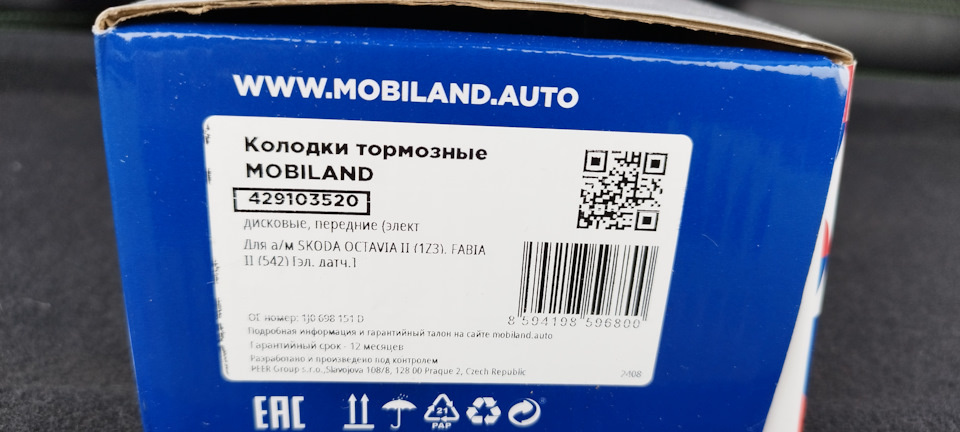 WWW.MOBILAND.AUTO
Колодки тормозные
MOBILAND
429103520
дисковые, передние (элект
Для а/м SKODA OCTAVIA II (1Z3), FABIA
II (542) [эл. датч.]
OE номер: 1J0 698 151 D
Подробная информация и гарантийный талон на сайте mobiland.auto
Гарантийный срок - 12 месяцев
Разработано и произведено под контролем
PEER Group s.r.o.,Slavojova 108/8, 128 00 Prague 2, Czech Republic
8 594198 596800
2408
EAC
21
PAP